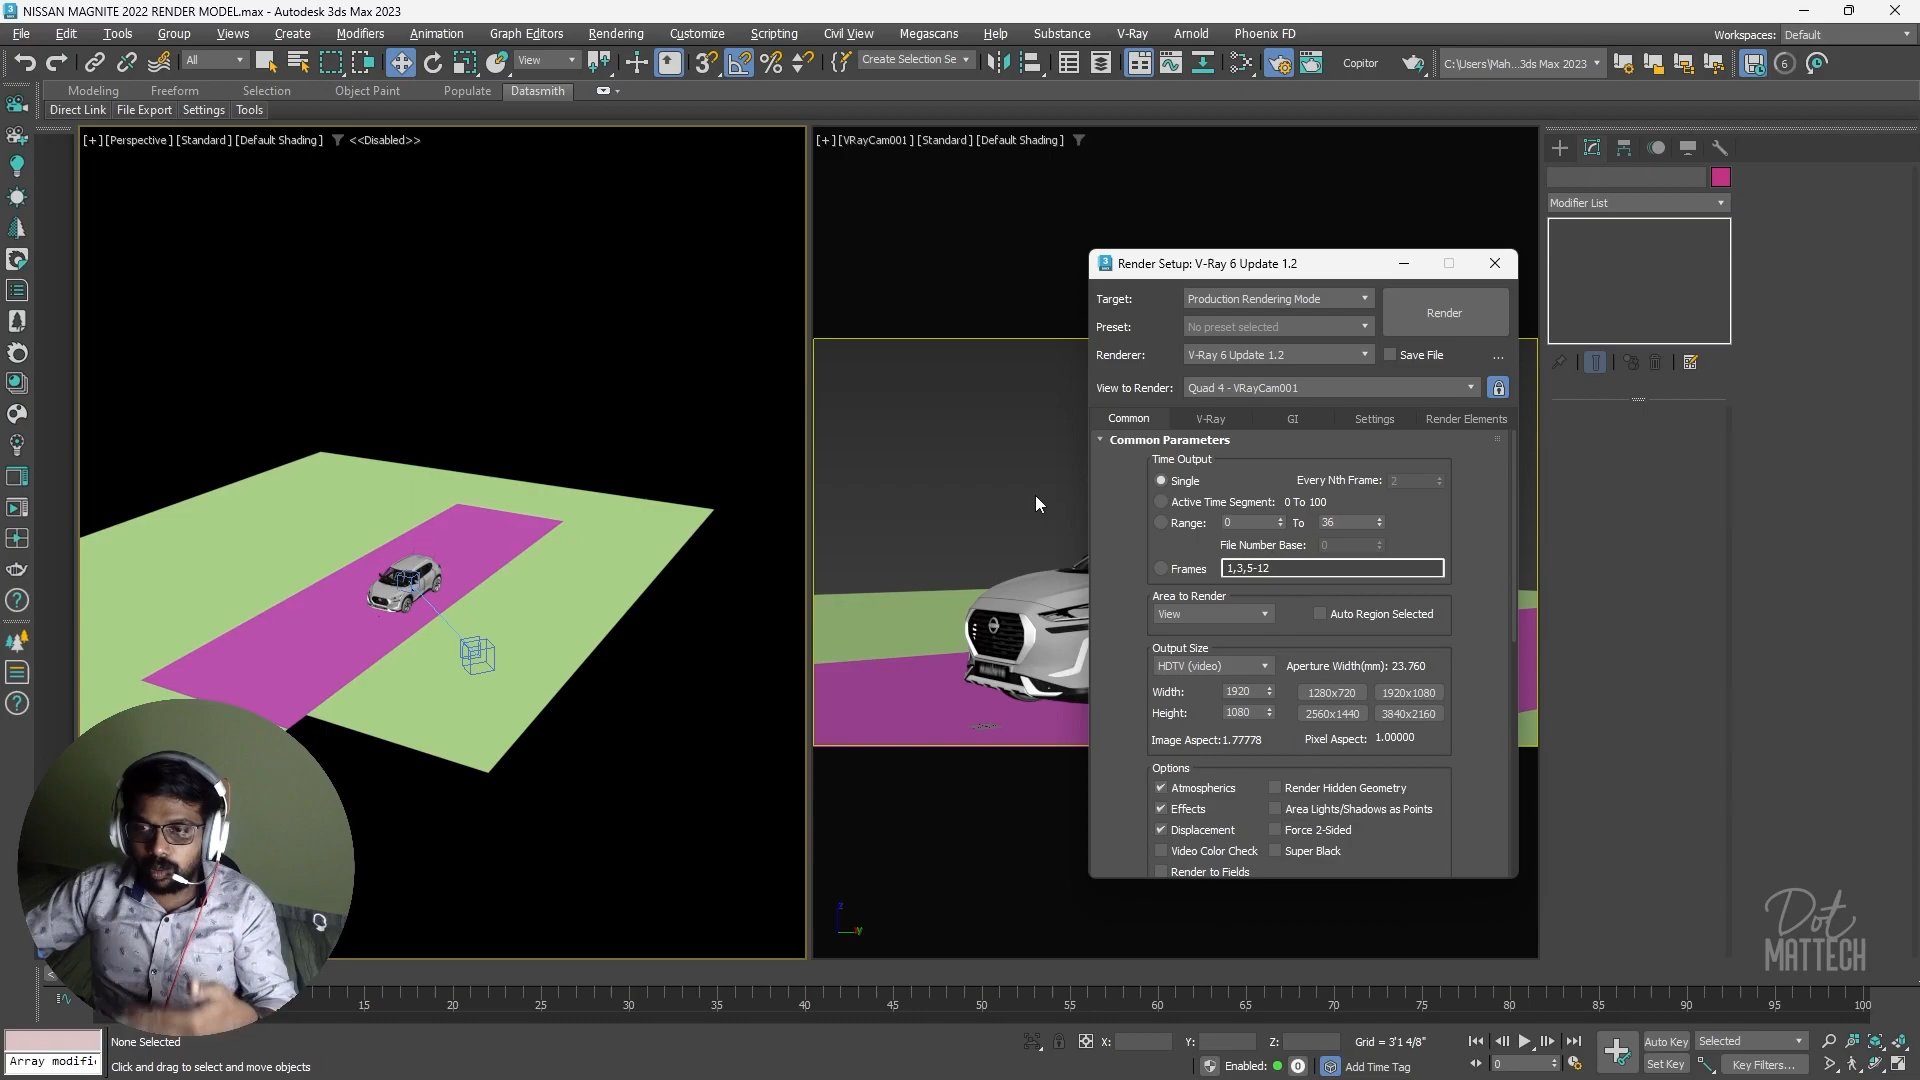 NISSAN MAGNITE 2022 RENDER MODEL.max - Autodesk 3ds Max 2023
File Edit Tools Group Views Create Modifiers Animation Graph Editors Rendering Customize Scripting Civil View Megascans Help Substance V-Ray Arnold Phoenix FD
Workspaces: Default
All View Create Selection Se Copitor C:\Users\Mah...3ds Max 2023 6
Modeling Freeform Selection Object Paint Populate Datasmith
Direct Link File Export Settings Tools
[+] [Perspective] [Standard] [Default Shading] <<Disabled>>
[+] [VRayCam001] [Standard] [Default Shading]
Modifier List
Render Setup: V-Ray 6 Update 1.2
Target: Production Rendering Mode
Render
Preset: No preset selected
Renderer: V-Ray 6 Update 1.2 Save File ...
View to Render: Quad 4 - VRayCam001
Common V-Ray GI Settings Render Elements
Common Parameters
Time Output
Single Every Nth Frame: 2
Active Time Segment: 0 To 100
Range: 0 To 36
File Number Base: 0
Frames 1,3,5-12
Area to Render
View Auto Region Selected
Output Size
HDTV (video) Aperture Width(mm): 23.760
Width: 1920 1280x720 1920x1080
Height: 1080 2560x1440 3840x2160
Image Aspect: 1.77778 Pixel Aspect: 1.00000
Options
Atmospherics Render Hidden Geometry
Effects Area Lights/Shadows as Points
Displacement Force 2-Sided
Video Color Check Super Black
Render to Fields
z
y
Dot
MATTECH
15 20 25 30 35 40 45 50 55 60 65 70 75 80 85 90 95 100
None Selected
X: Y: Z: Grid = 3'1 4/8"
Auto Key Selected
Array modifi
Click and drag to select and move objects
Enabled: 0 Add Time Tag
0
Set Key Key Filters...